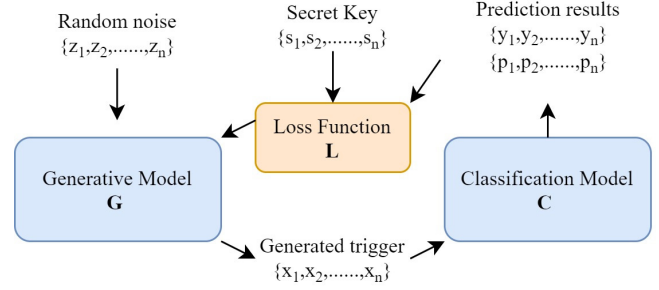 Random noise
{z₁,z₂,......,zₙ}
Secret Key
{s₁,s₂,......,sₙ}
Prediction results
{y₁,y₂,......,yₙ}
{p₁,p₂,......,pₙ}
Loss Function
L
Generative Model
G
Classification Model
C
Generated trigger
{x₁,x₂,......,xₙ}